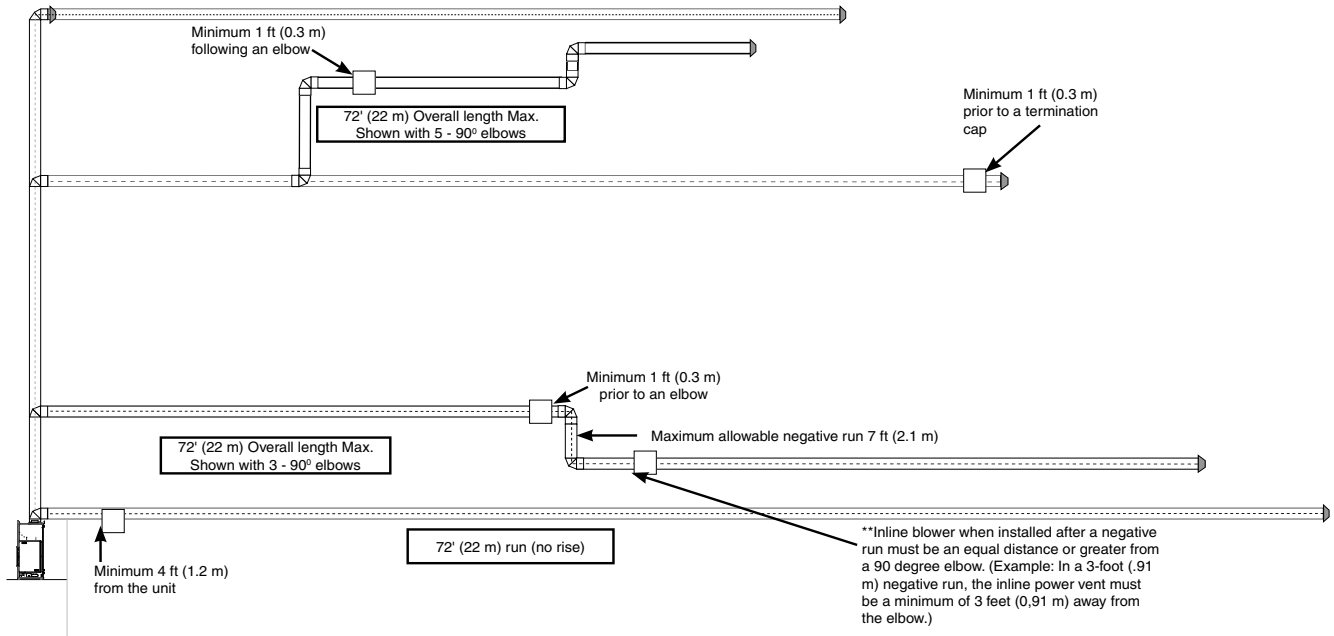 Minimum 1 ft (0.3 m)
following an elbow
72' (22 m) Overall length Max.
Shown with 5 - 90⁰ elbows
Minimum 1 ft (0.3 m)
prior to a termination
cap
Minimum 1 ft (0.3 m)
prior to an elbow
Maximum allowable negative run 7 ft (2.1 m)
72' (22 m) Overall length Max.
Shown with 3 - 90⁰ elbows
72' (22 m) run (no rise)
Minimum 4 ft (1.2 m)
from the unit
**Inline blower when installed after a negative
run must be an equal distance or greater from
a 90 degree elbow. (Example: In a 3-foot (.91
m) negative run, the inline power vent must
be a minimum of 3 feet (0,91 m) away from
the elbow.)